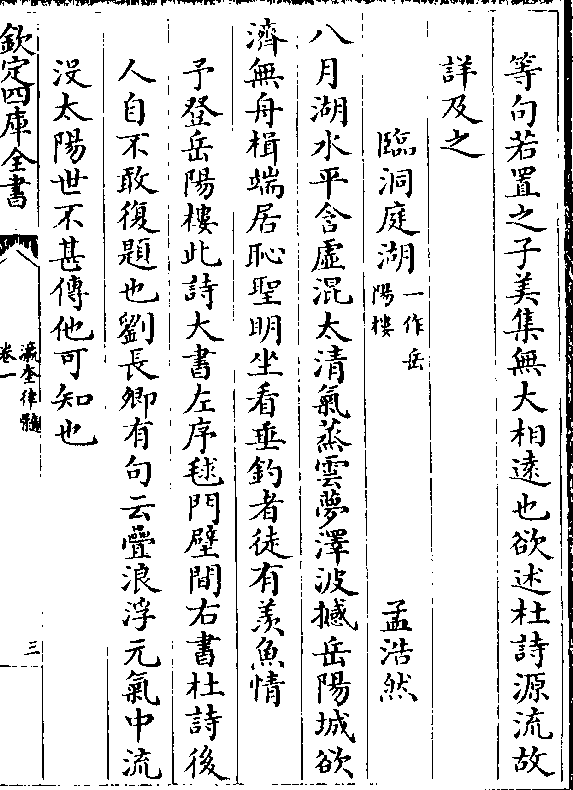 等句若置之子美集無大相遠也欲述杜詩源流故
詳及之
臨洞庭湖一作岳陽樓 孟浩然
八月湖水平含虛混太清氣蒸雲夢澤波撼岳陽城欲
濟無舟楫端居恥聖明坐看垂釣者徒有羨魚情
予登岳陽樓此詩大書左序毬門壁間右書杜詩後
人自不敢復題也劉長卿有句云疊浪浮元氣中流
沒太陽世不甚傳他可知也
欽定四庫全書
瀛奎律髓
卷一
三